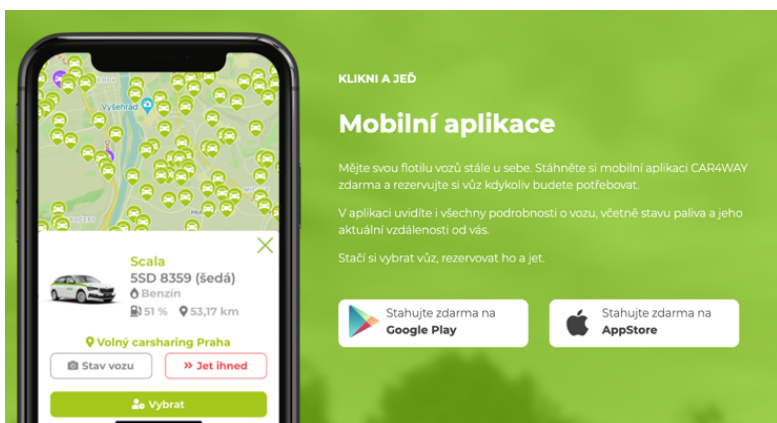 Vyšehrad
Scala
5SD 8359 (šedá)
Benzín
51 % 53,17 km
Volný carsharing Praha
Stav vozu
Jet ihned
Vybrat
KLIKNI A JEĎ
Mobilní aplikace
Mějte svou flotilu vozů stále u sebe. Stáhněte si mobilní aplikaci CAR4WAY
zdarma a rezervujte si vůz kdykoliv budete potřebovat.
V aplikaci uvidíte i všechny podrobnosti o vozu, včetně stavu paliva a jeho
aktuální vzdálenosti od vás.
Stačí si vybrat vůz, rezervovat ho a jet.
Stahujte zdarma na
Google Play
Stahujte zdarma na
AppStore